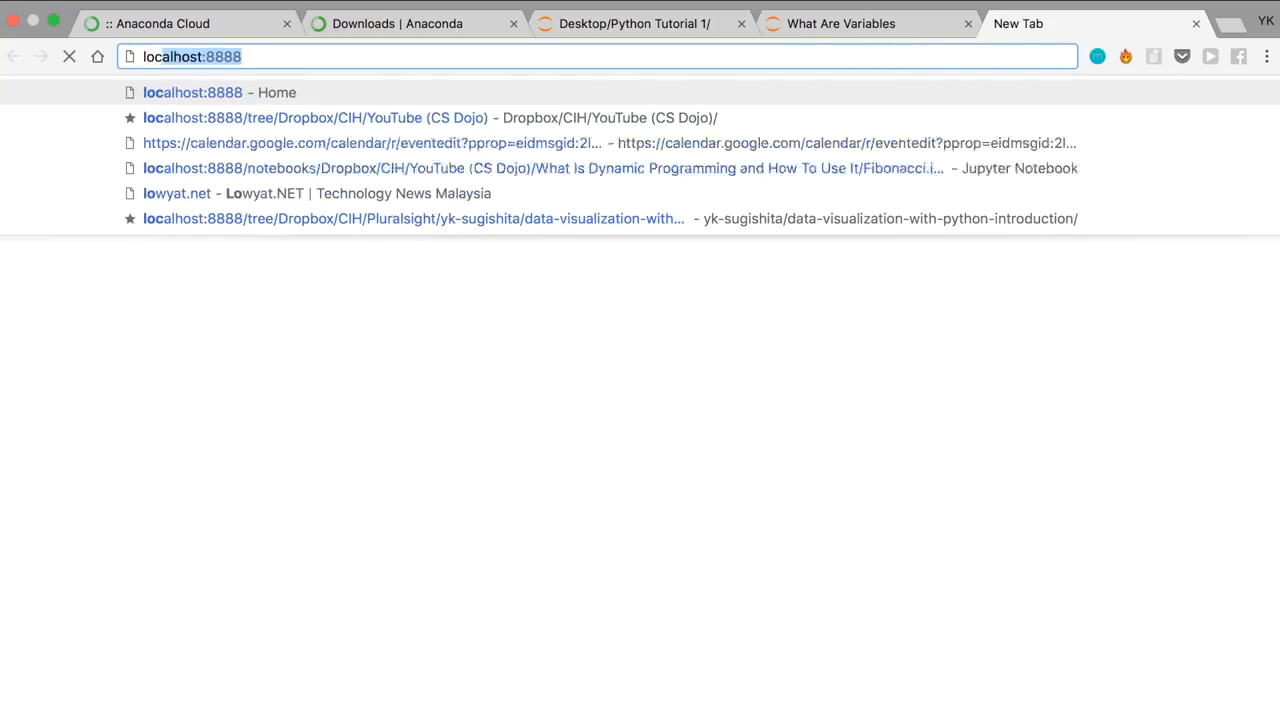 :: Anaconda Cloud
Downloads | Anaconda
Desktop/Python Tutorial 1/
What Are Variables
New Tab
YK
localhost:8888
m
localhost:8888 - Home
localhost:8888/tree/Dropbox/CIH/YouTube (CS Dojo) - Dropbox/CIH/YouTube (CS Dojo)/
https://calendar.google.com/calendar/r/eventedit?pprop=eidmsgid:2l... - https://calendar.google.com/calendar/r/eventedit?pprop=eidmsgid:2l...
localhost:8888/notebooks/Dropbox/CIH/YouTube (CS Dojo)/What Is Dynamic Programming and How To Use It/Fibonacci.i... - Jupyter Notebook
lowyat.net - Lowyat.NET | Technology News Malaysia
localhost:8888/tree/Dropbox/CIH/Pluralsight/yk-sugishita/data-visualization-with... - yk-sugishita/data-visualization-with-python-introduction/